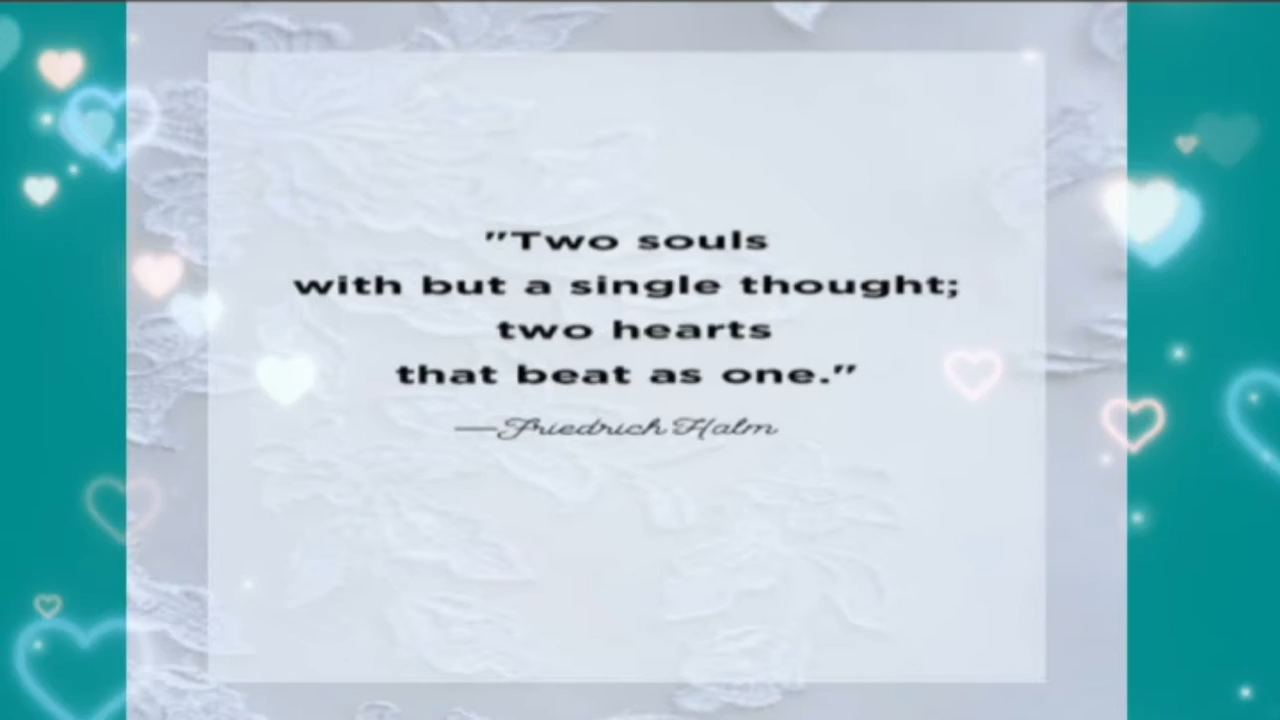 "Two souls
with but a single thought;
two hearts
that beat as one."
—Friedrich Halm